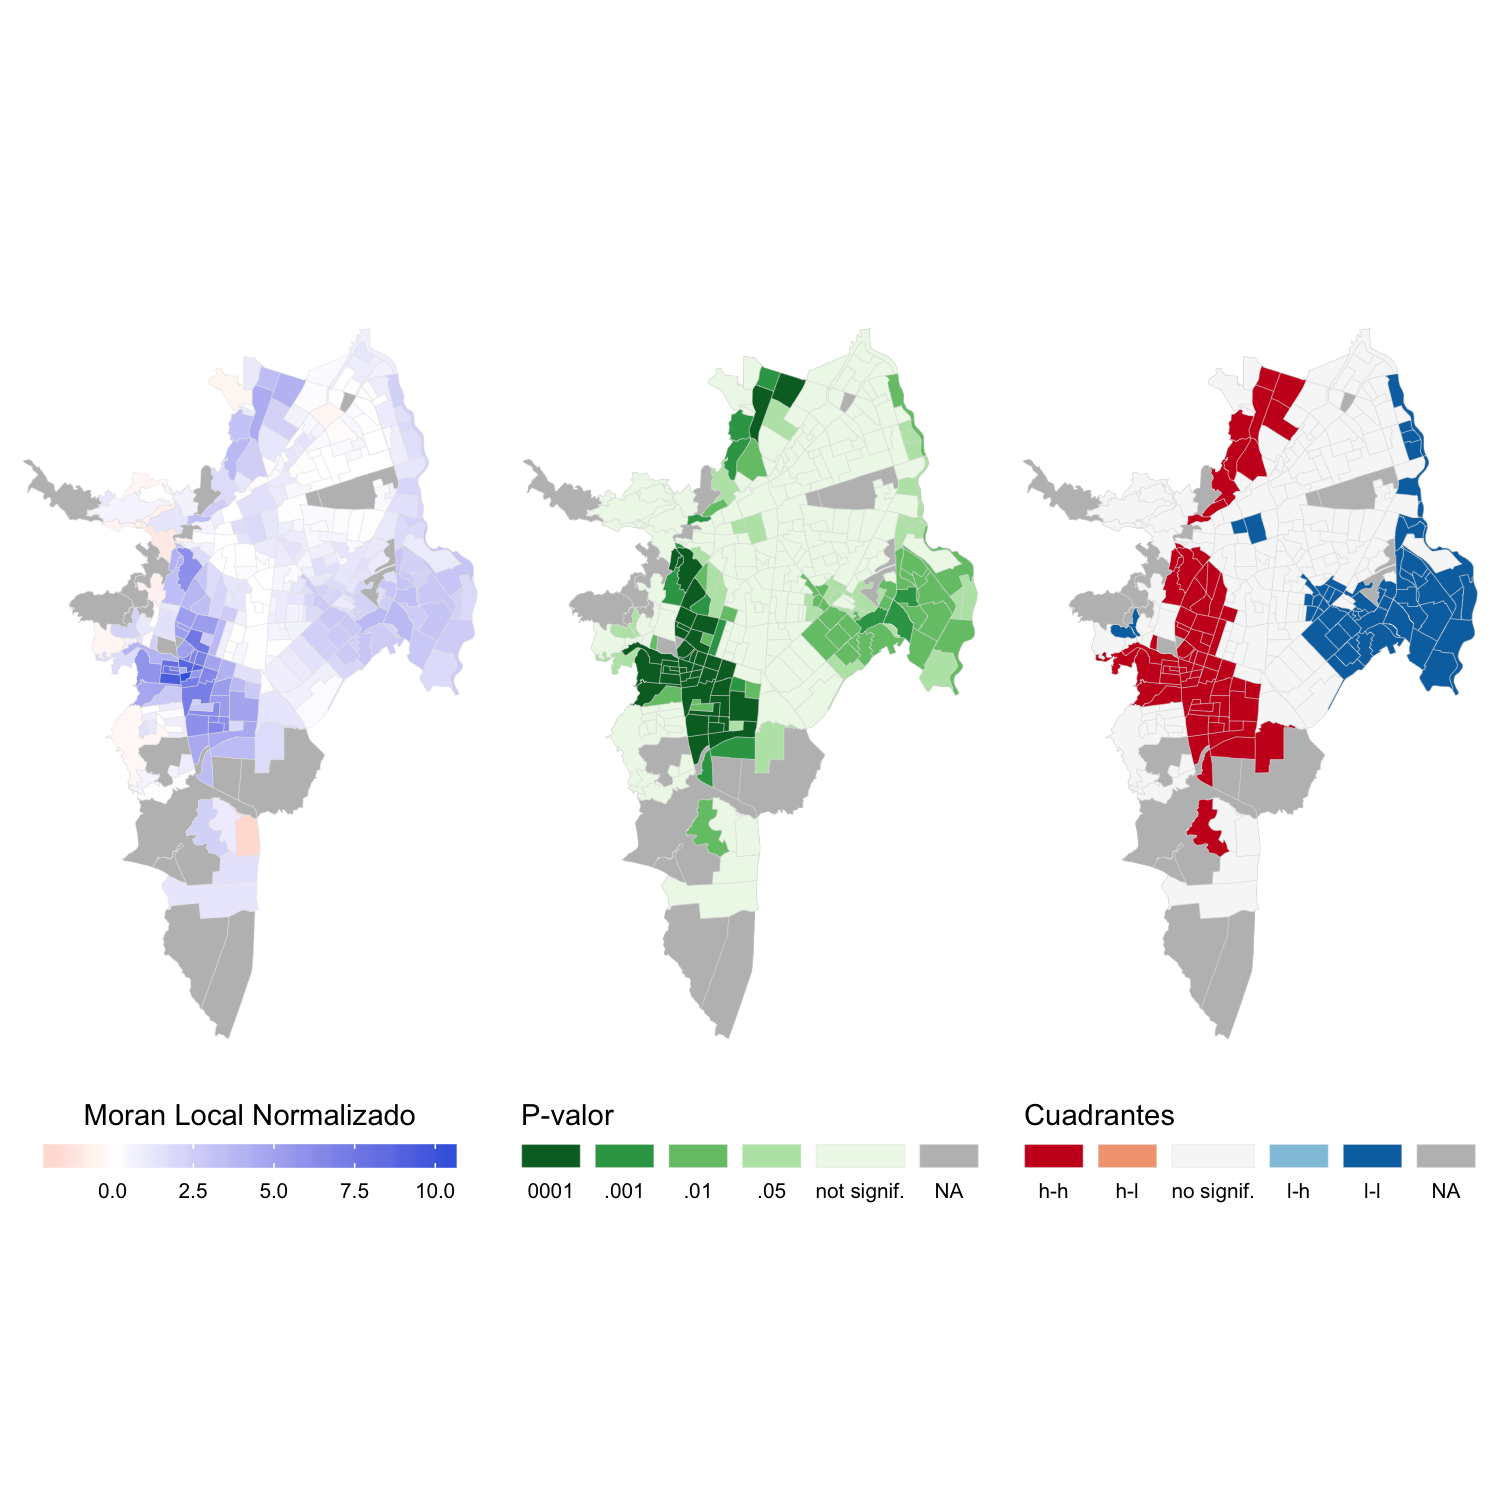 Moran Local Normalizado
0.0 2.5 5.0 7.5 10.0
P-valor
0001 .001 .01 .05 not signif. NA
Cuadrantes
h-h h-l no signif. l-h l-l NA